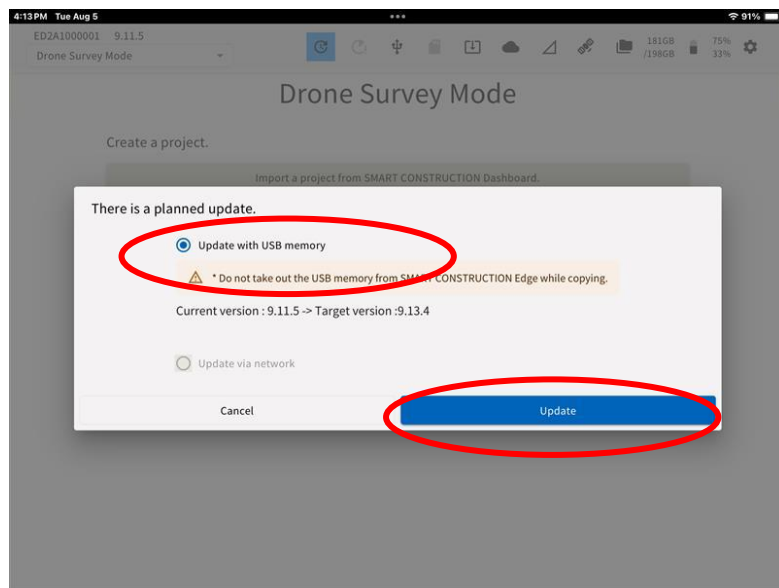 4:13 PM Tue Aug 5 91%
ED2A1000001 9.11.5
Drone Survey Mode
181GB
/198GB
75%
33%
Drone Survey Mode
Create a project.
Import a project from SMART CONSTRUCTION Dashboard.
There is a planned update.
Update with USB memory
* Do not take out the USB memory from SMART CONSTRUCTION Edge while copying.
Current version : 9.11.5 -> Target version :9.13.4
Update via network
Cancel Update